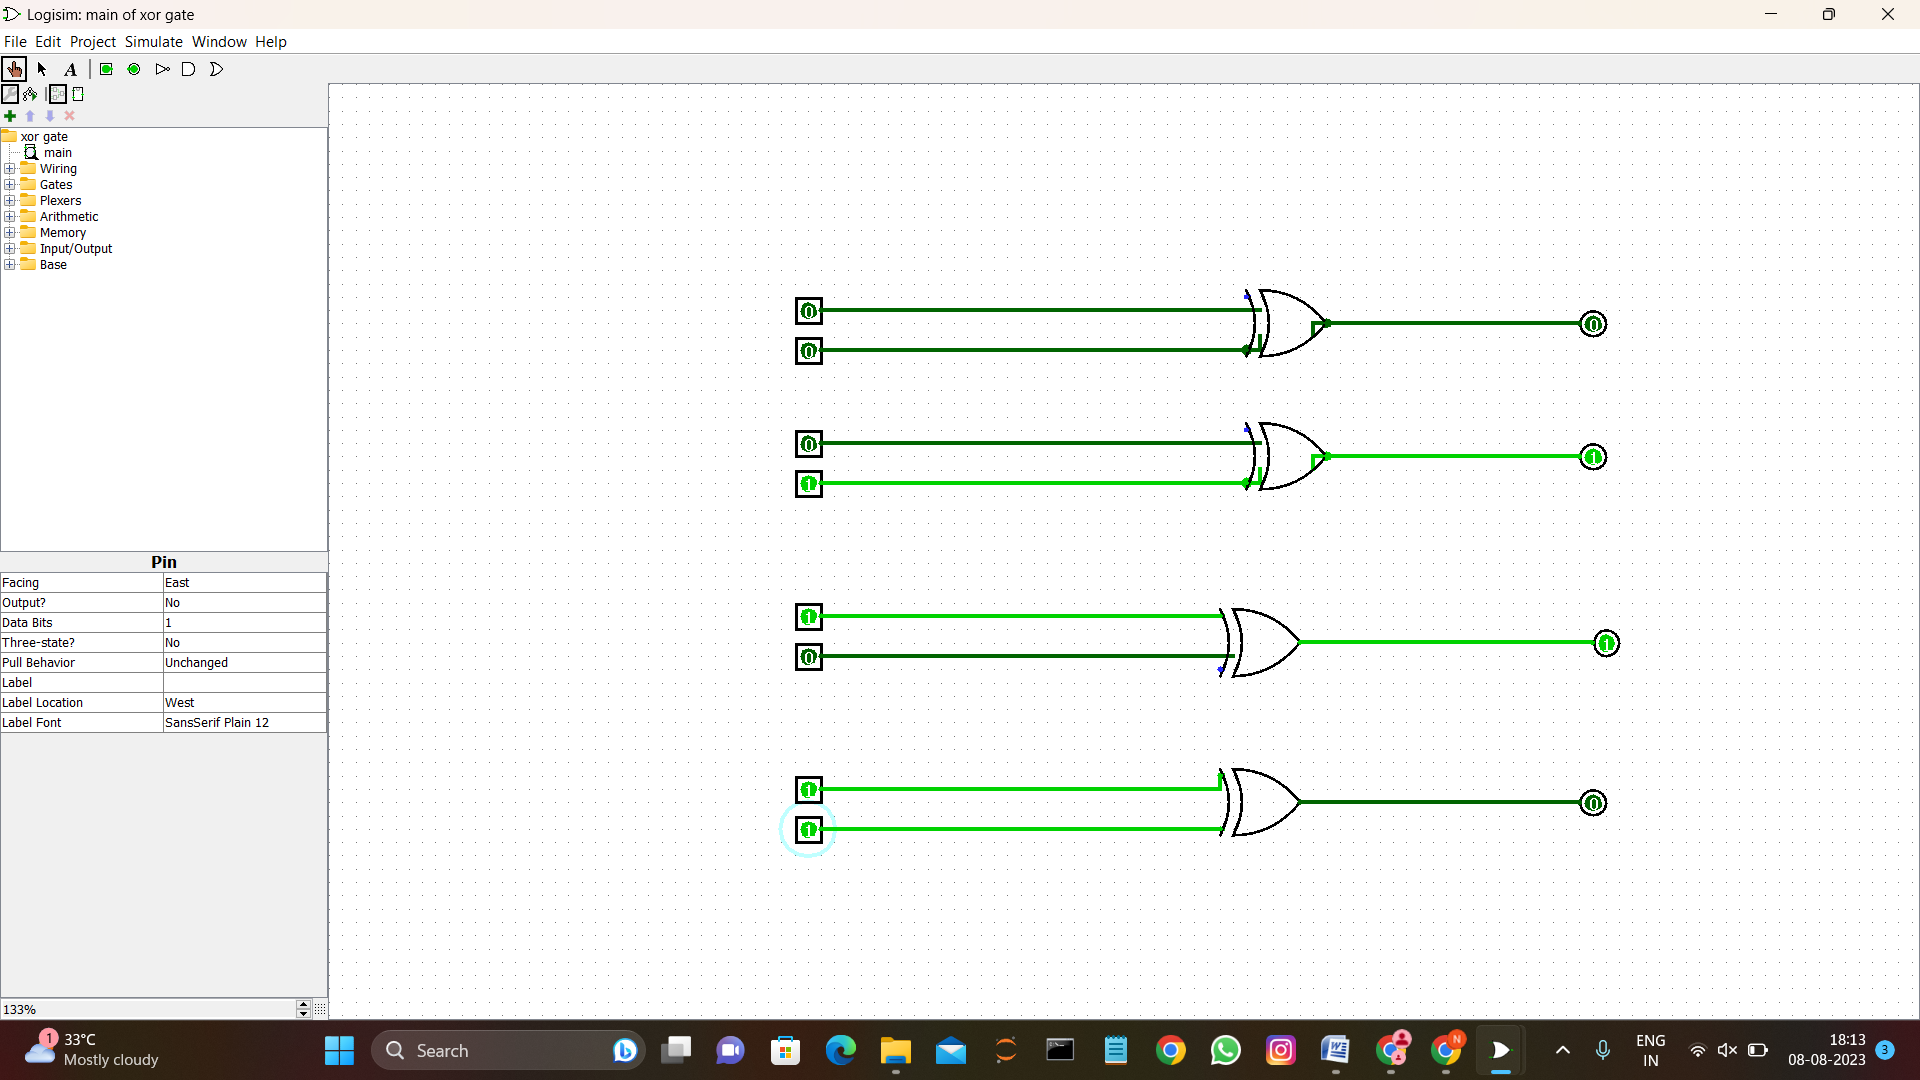 Logisim: main of xor gate
File Edit Project Simulate Window Help
A
xor gate
main
Wiring
Gates
Plexers
Arithmetic
Memory
Input/Output
Base
0
0
0
0
1
1
1
0
1
1
1
0
Pin
Facing East
Output? No
Data Bits 1
Three-state? No
Pull Behavior Unchanged
Label
Label Location West
Label Font SansSerif Plain 12
133%
1
33°C
Mostly cloudy
Search
N
ENG
IN
18:13
08-08-2023
3